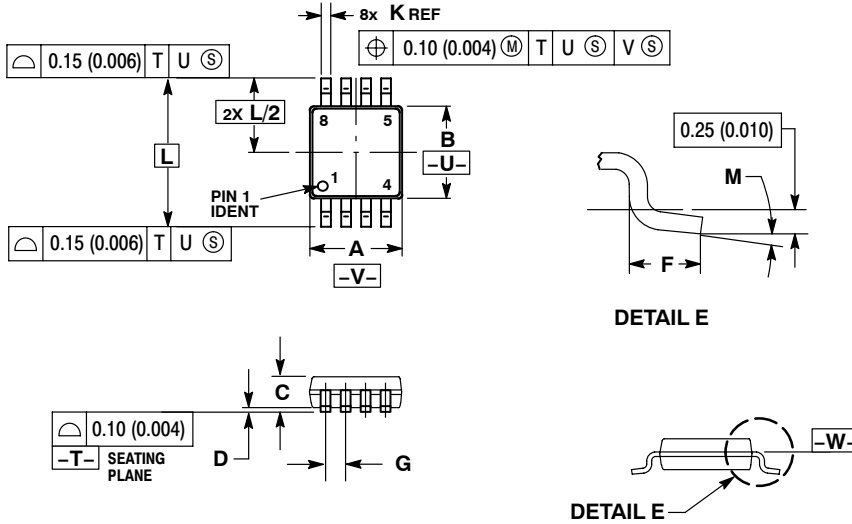 8x K REF
0.10 (0.004) Ⓜ T U Ⓢ V Ⓢ
0.15 (0.006) T U Ⓢ
2X L/2
8 5
B
–U–
L
0.25 (0.010)
M
PIN 1
IDENT
1 4
0.15 (0.006) T U Ⓢ
A
–V–
F
DETAIL E
C
0.10 (0.004)
–T– SEATING
PLANE
D
G
–W–
DETAIL E